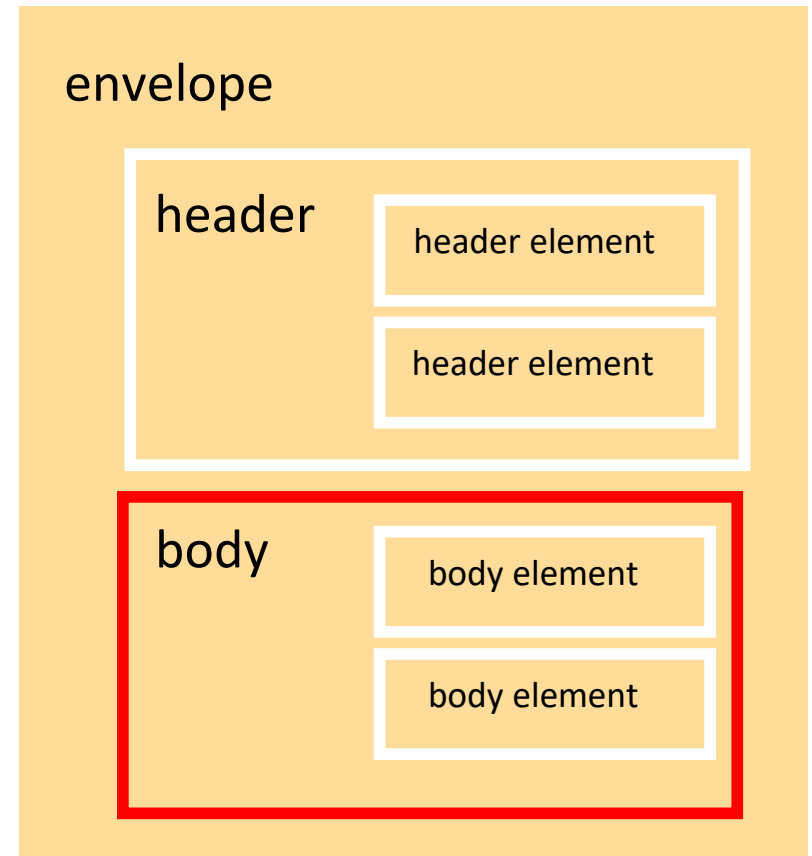 envelope
header
header element
header element
body
body element
body element